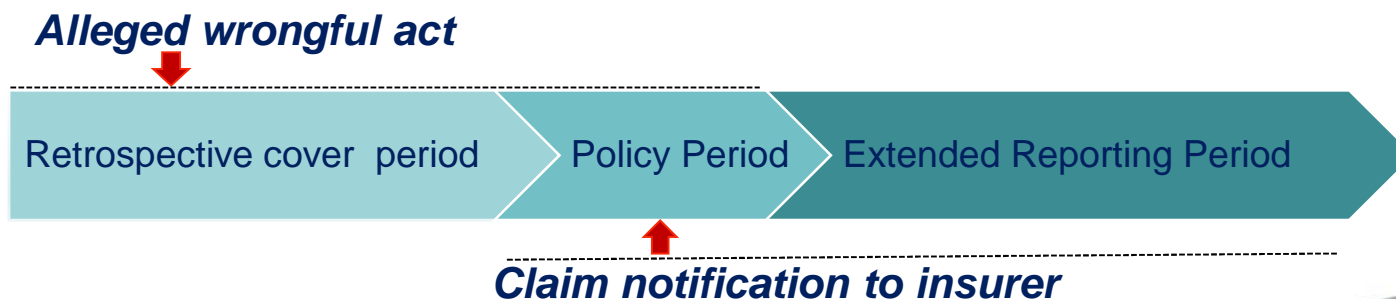 Alleged wrongful act
Retrospective cover period
Policy Period
Extended Reporting Period
Claim notification to insurer